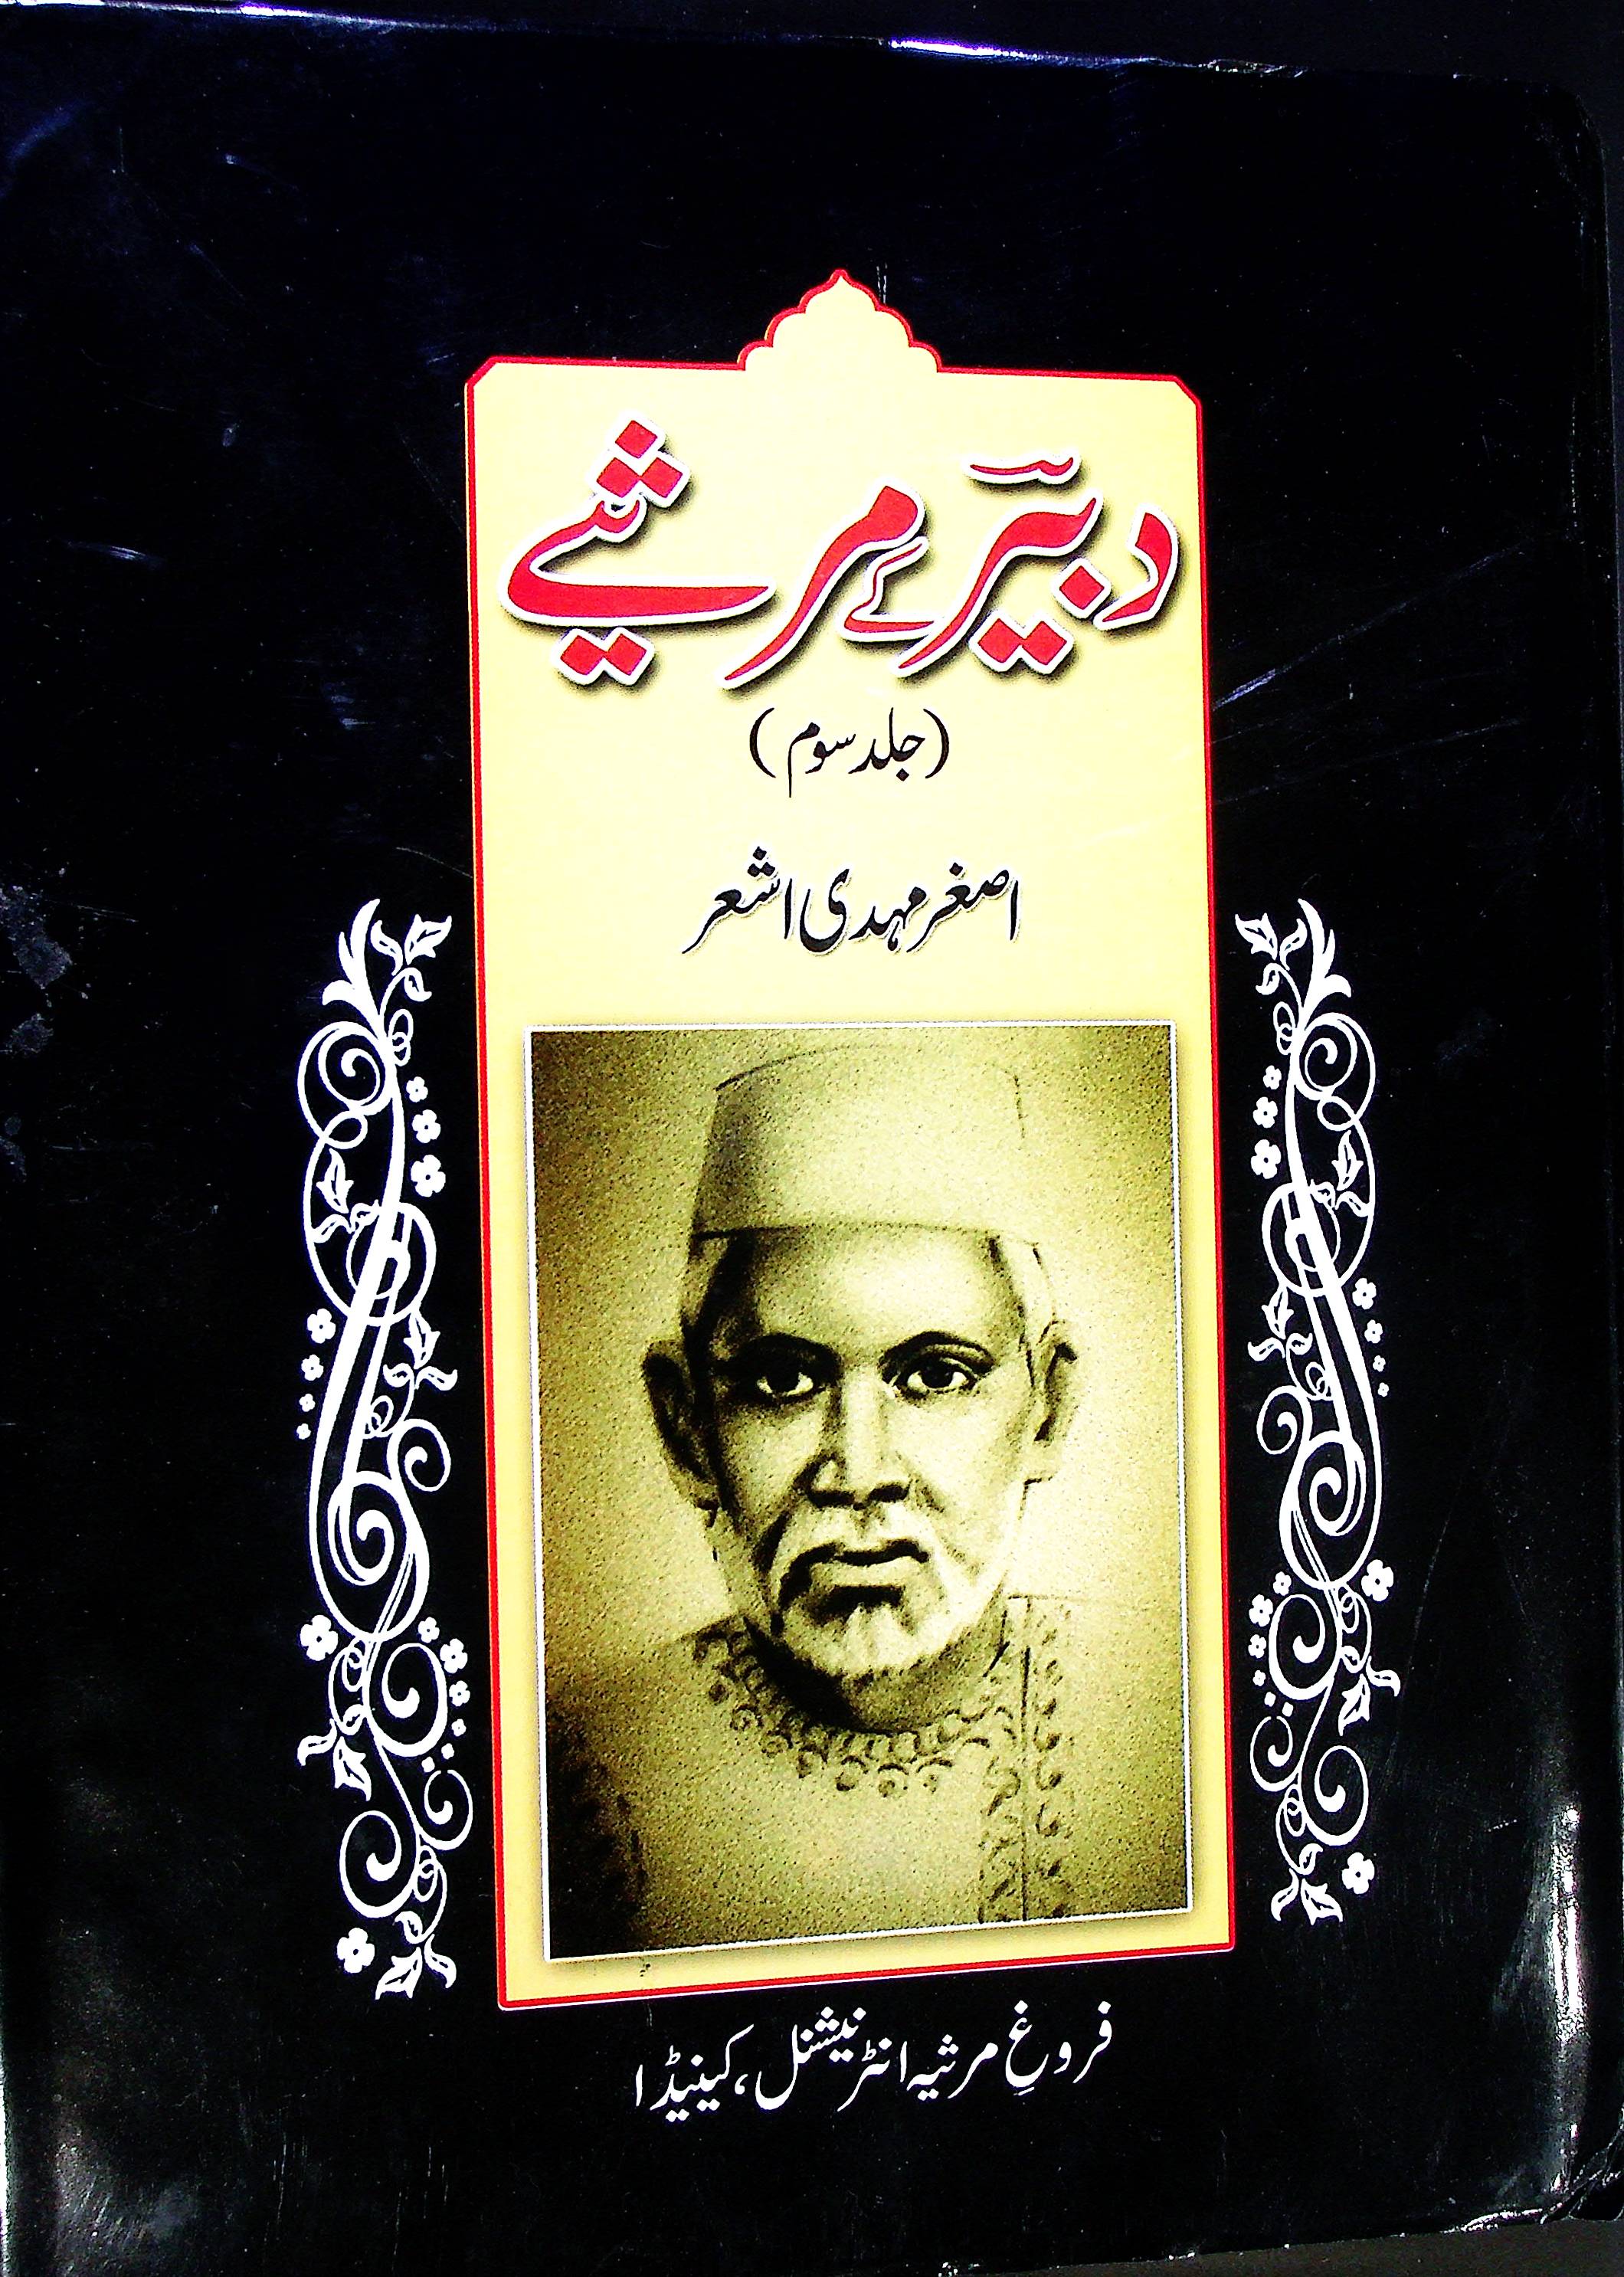 دبیرؔ کے مرثیے
(جلد سوم)
اصغر مہدی اشعر
فروغِ مرثیہ انٹرنیشنل، کینیڈا